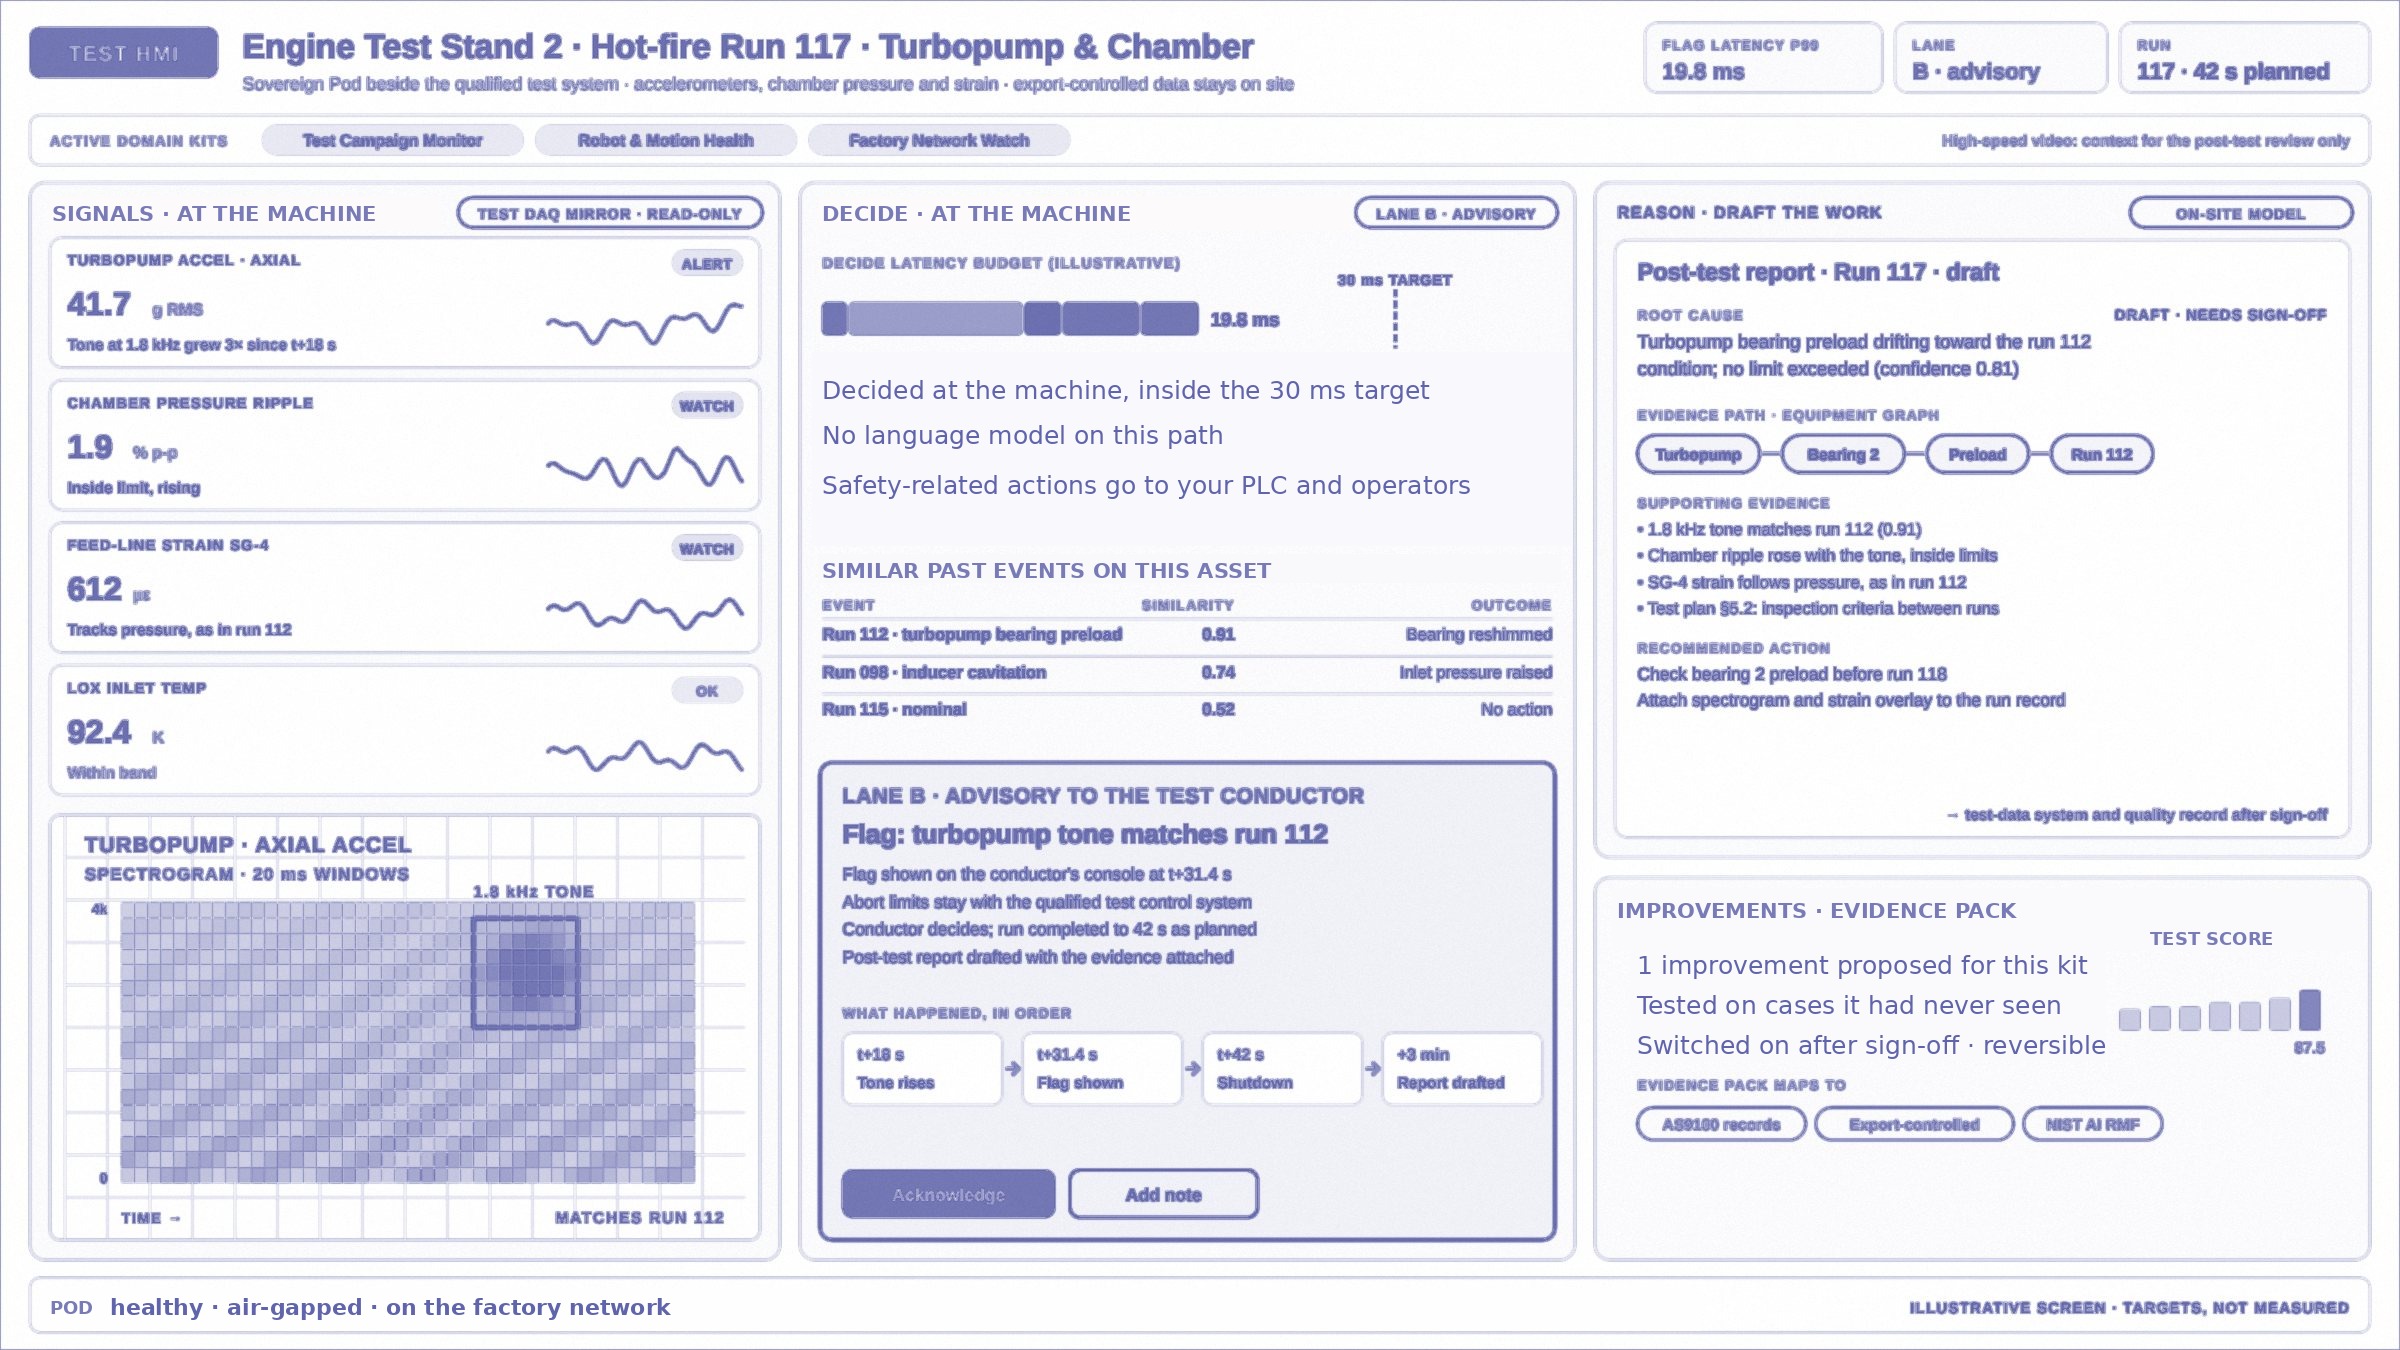 TEST HMI
Engine Test Stand 2 · Hot-fire Run 117 · Turbopump & Chamber
Sovereign Pod beside the qualified test system · accelerometers, chamber pressure and strain · export-controlled data stays on site
FLAG LATENCY P99
19.8 ms
LANE
B · advisory
RUN
117 · 42 s planned
ACTIVE DOMAIN KITS
Test Campaign Monitor
Robot & Motion Health
Factory Network Watch
High-speed video: context for the post-test review only
SIGNALS · AT THE MACHINE
TEST DAQ MIRROR · READ-ONLY
TURBOPUMP ACCEL · AXIAL
ALERT
41.7 g RMS
Tone at 1.8 kHz grew 3× since t+18 s
CHAMBER PRESSURE RIPPLE
WATCH
1.9 % p-p
Inside limit, rising
FEED-LINE STRAIN SG-4
WATCH
612 με
Tracks pressure, as in run 112
LOX INLET TEMP
OK
92.4 K
Within band
TURBOPUMP · AXIAL ACCEL
SPECTROGRAM · 20 ms WINDOWS
1.8 kHz TONE
4k
0
TIME →
MATCHES RUN 112
DECIDE · AT THE MACHINE
LANE B · ADVISORY
DECIDE LATENCY BUDGET (ILLUSTRATIVE)
30 ms TARGET
19.8 ms
Decided at the machine, inside the 30 ms target
No language model on this path
Safety-related actions go to your PLC and operators
SIMILAR PAST EVENTS ON THIS ASSET
EVENT SIMILARITY OUTCOME
Run 112 · turbopump bearing preload 0.91 Bearing reshimmed
Run 098 · inducer cavitation 0.74 Inlet pressure raised
Run 115 · nominal 0.52 No action
LANE B · ADVISORY TO THE TEST CONDUCTOR
Flag: turbopump tone matches run 112
Flag shown on the conductor's console at t+31.4 s
Abort limits stay with the qualified test control system
Conductor decides; run completed to 42 s as planned
Post-test report drafted with the evidence attached
WHAT HAPPENED, IN ORDER
t+18 s
Tone rises
→
t+31.4 s
Flag shown
→
t+42 s
Shutdown
→
+3 min
Report drafted
Acknowledge
Add note
REASON · DRAFT THE WORK
ON-SITE MODEL
Post-test report · Run 117 · draft
ROOT CAUSE
DRAFT · NEEDS SIGN-OFF
Turbopump bearing preload drifting toward the run 112
condition; no limit exceeded (confidence 0.81)
EVIDENCE PATH · EQUIPMENT GRAPH
Turbopump
Bearing 2
Preload
Run 112
SUPPORTING EVIDENCE
• 1.8 kHz tone matches run 112 (0.91)
• Chamber ripple rose with the tone, inside limits
• SG-4 strain follows pressure, as in run 112
• Test plan §5.2: inspection criteria between runs
RECOMMENDED ACTION
Check bearing 2 preload before run 118
Attach spectrogram and strain overlay to the run record
→ test-data system and quality record after sign-off
IMPROVEMENTS · EVIDENCE PACK
TEST SCORE
1 improvement proposed for this kit
Tested on cases it had never seen
Switched on after sign-off · reversible
87.5
EVIDENCE PACK MAPS TO
AS9100 records
Export-controlled
NIST AI RMF
POD healthy · air-gapped · on the factory network
ILLUSTRATIVE SCREEN · TARGETS, NOT MEASURED